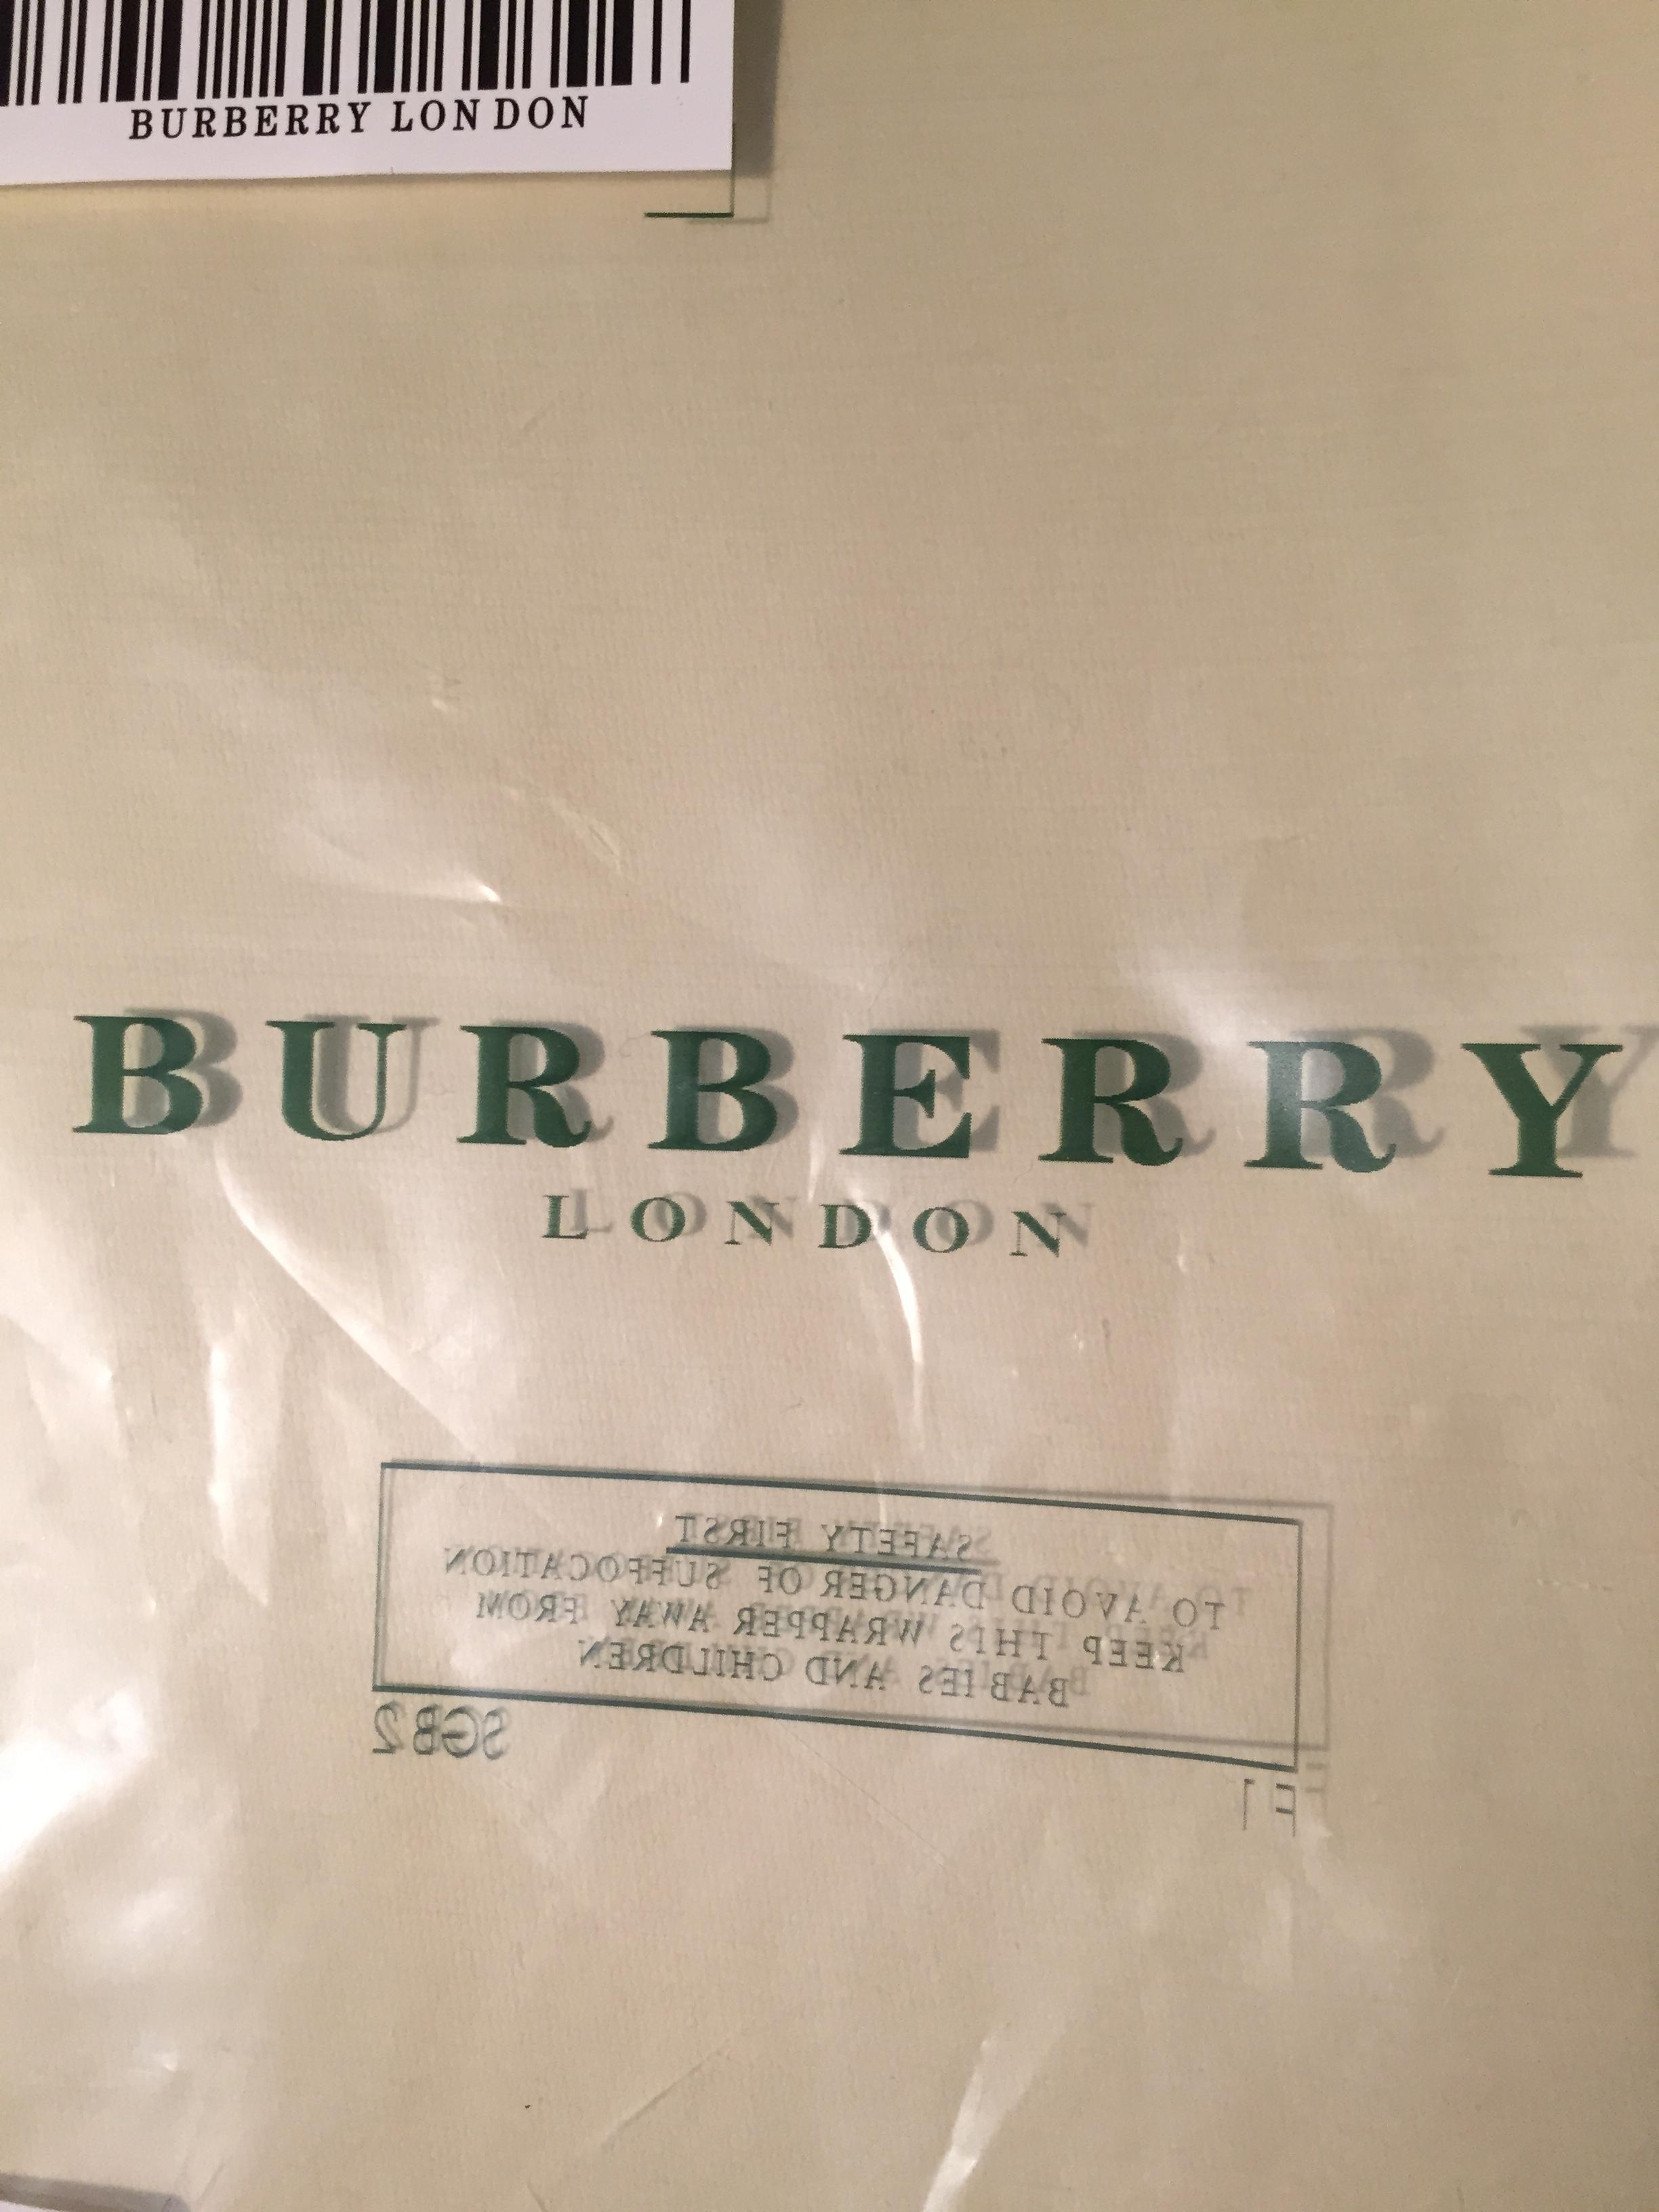 BURBERRY LONDON
BURBERRY
LONDON
SAFETY FIRST
TO AVOID DANGER OF SUFFOCATION
KEEP THIS WRAPPER AWAY FROM
BABIES AND CHILDREN
SGB2
F1